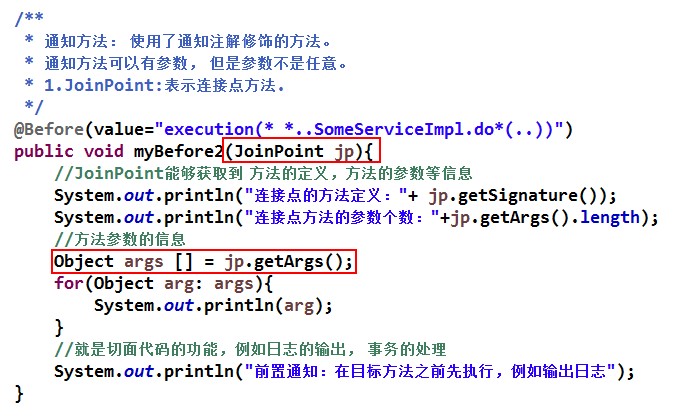 /**
 * 通知方法： 使用了通知注解修饰的方法。
 * 通知方法可以有参数， 但是参数不是任意。
 * 1.JoinPoint:表示连接点方法.
 */
@Before(value="execution(* *..SomeServiceImpl.do*(..))")
public void myBefore2(JoinPoint jp){
    //JoinPoint能够获取到 方法的定义，方法的参数等信息
    System.out.println("连接点的方法定义："+ jp.getSignature());
    System.out.println("连接点方法的参数个数："+jp.getArgs().length);
    //方法参数的信息
    Object args [] = jp.getArgs();
    for(Object arg: args){
        System.out.println(arg);
    }
    //就是切面代码的功能，例如日志的输出， 事务的处理
    System.out.println("前置通知：在目标方法之前先执行，例如输出日志");
}